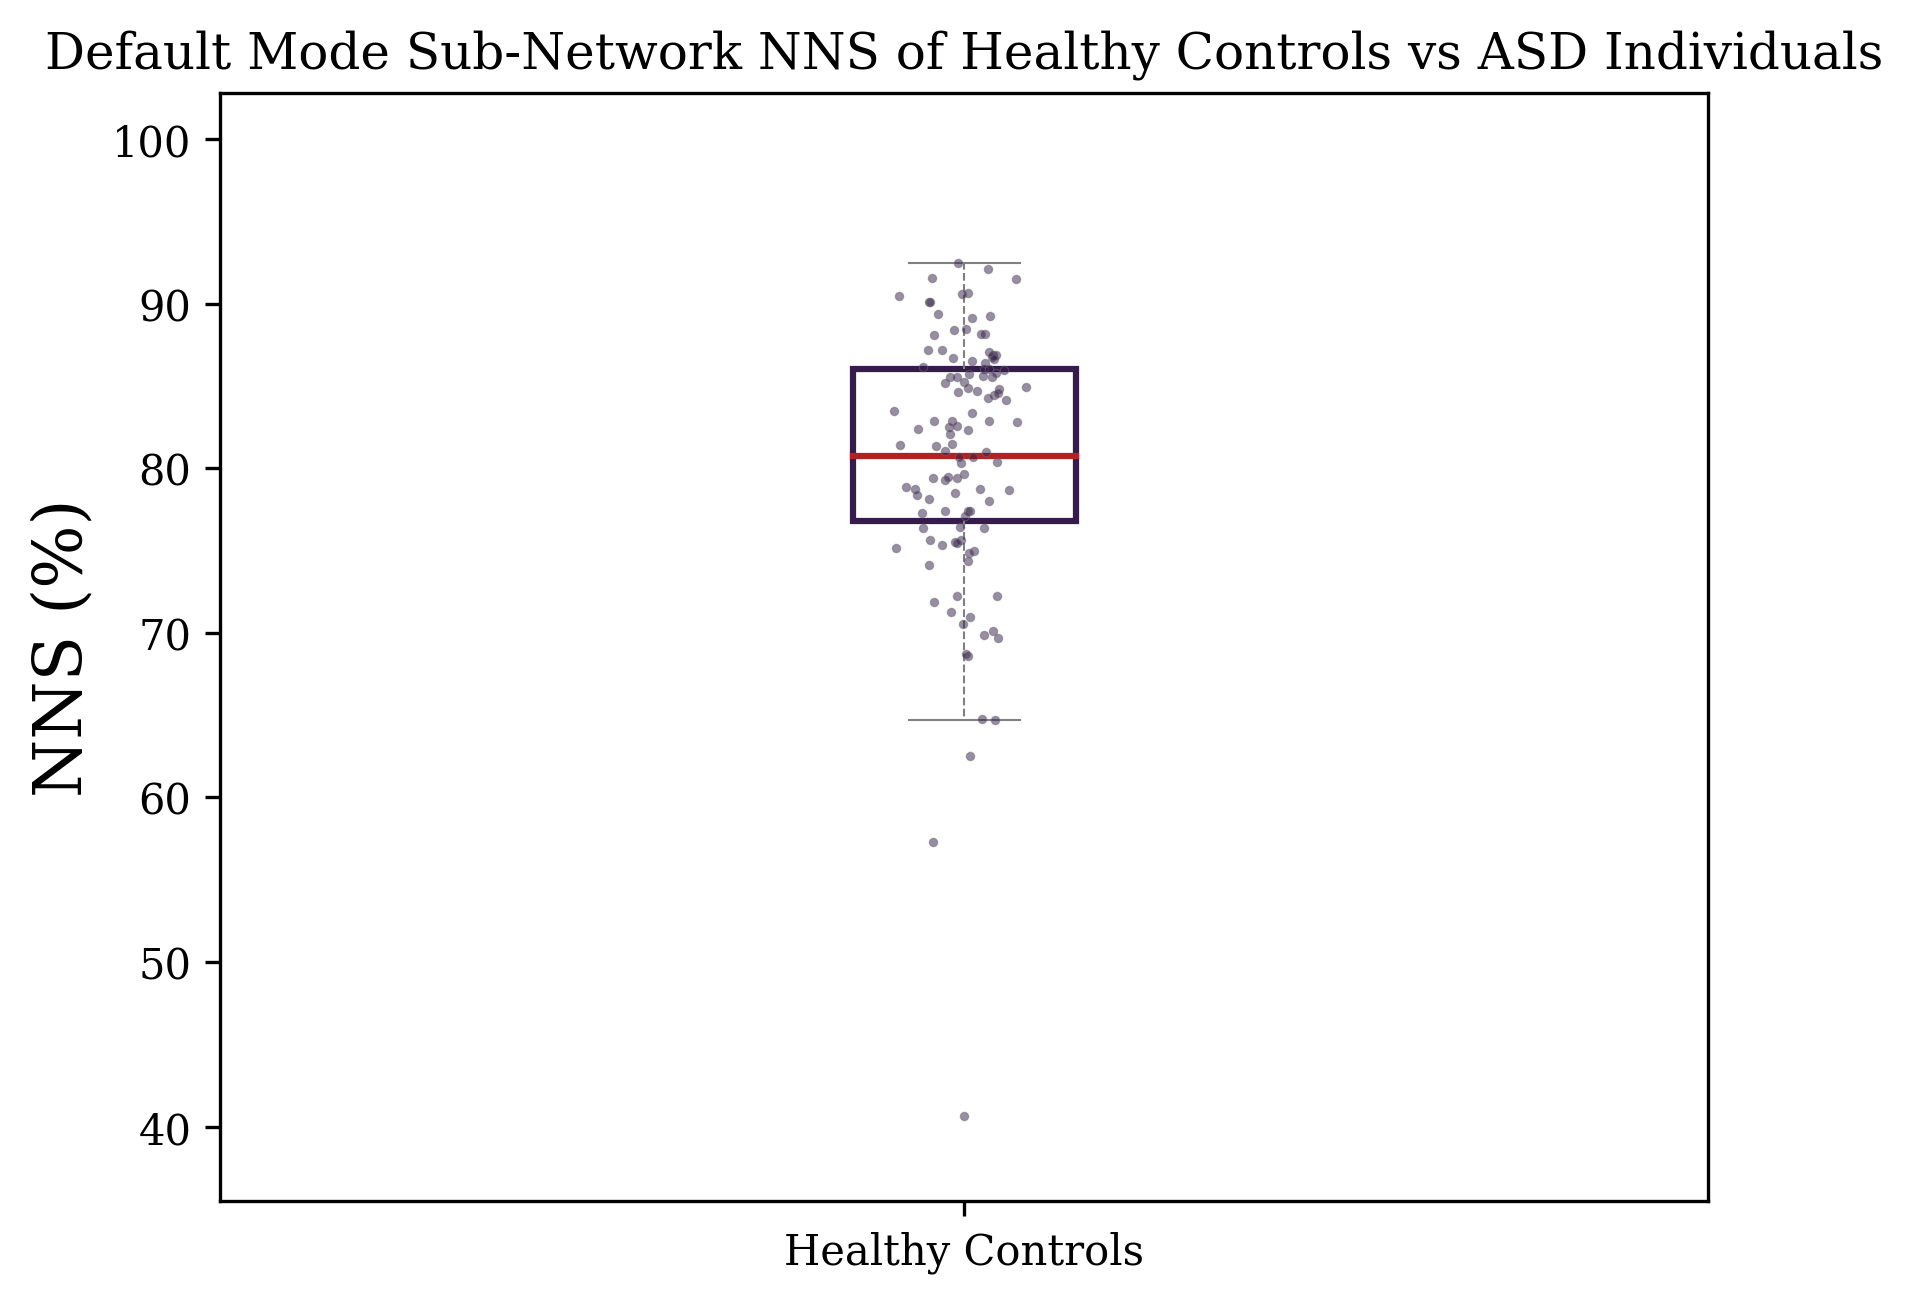 Default Mode Sub-Network NNS of Healthy Controls vs ASD Individuals
NNS (%)
100
90
80
70
60
50
40
Healthy Controls